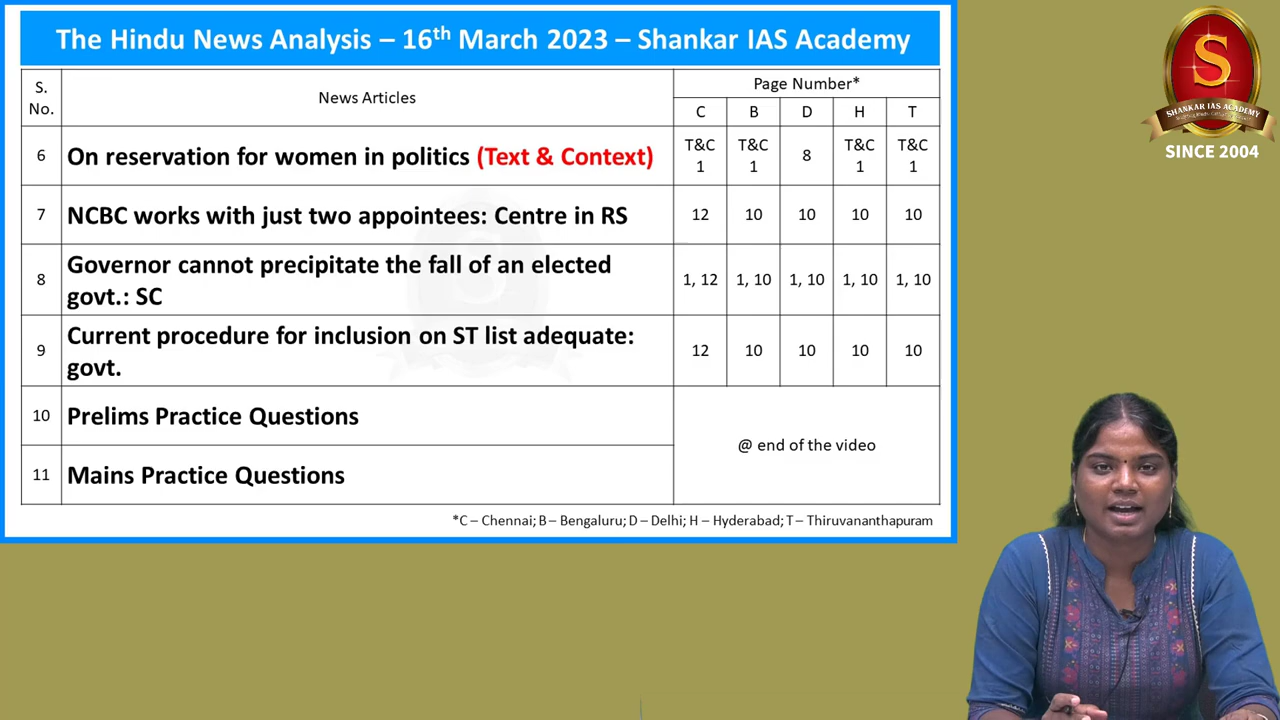 The Hindu News Analysis – 16th March 2023 – Shankar IAS Academy
S. No.
News Articles
Page Number*
C B D H T
6 On reservation for women in politics (Text & Context) T&C 1 T&C 1 8 T&C 1 T&C 1
7 NCBC works with just two appointees: Centre in RS 12 10 10 10 10
8 Governor cannot precipitate the fall of an elected
govt.: SC 1, 12 1, 10 1, 10 1, 10 1, 10
9 Current procedure for inclusion on ST list adequate:
govt. 12 10 10 10 10
10 Prelims Practice Questions
@ end of the video
11 Mains Practice Questions
*C – Chennai; B – Bengaluru; D – Delhi; H – Hyderabad; T – Thiruvananthapuram
S
SHANKAR IAS ACADEMY
SINCE 2004